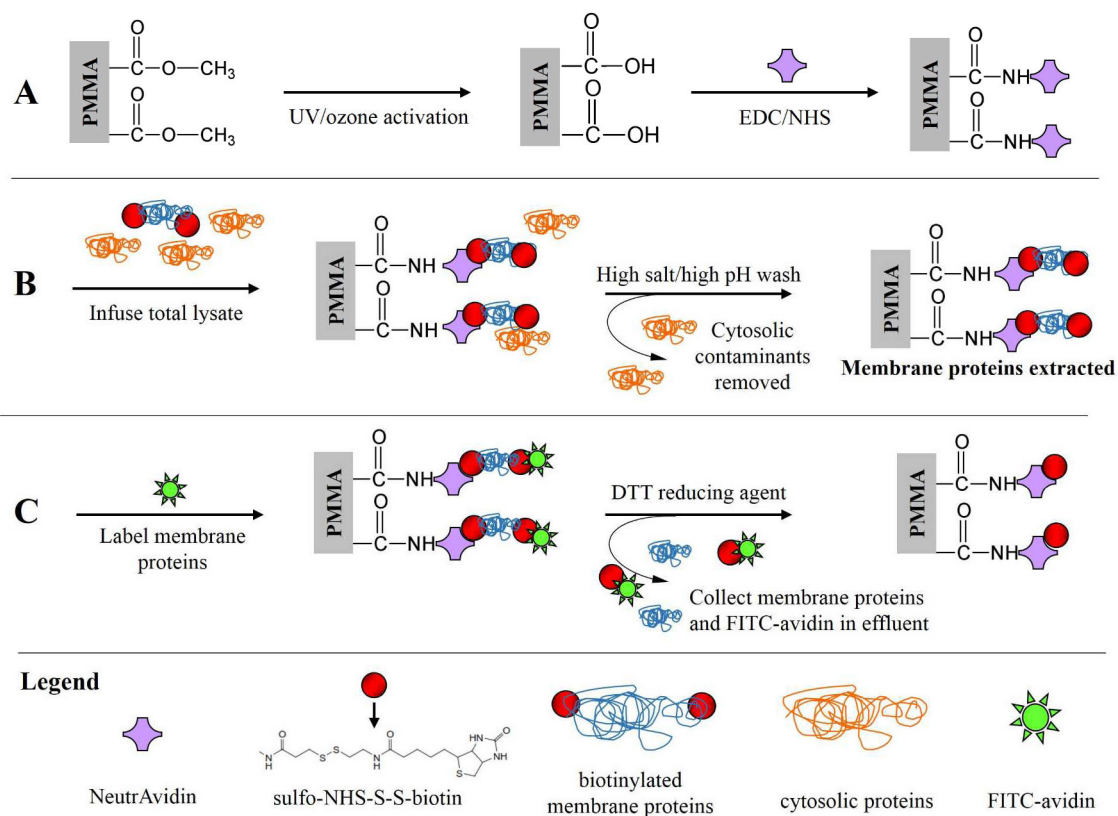 A
PMMA
O
C
O
CH3
O
C
O
CH3
UV/ozone activation
PMMA
O
C
OH
O
C
OH
EDC/NHS
PMMA
O
C
NH
O
C
NH
B
Infuse total lysate
PMMA
O
C
NH
O
C
NH
High salt/high pH wash
Cytosolic
contaminants
removed
PMMA
O
C
NH
O
C
NH
Membrane proteins extracted
C
Label membrane
proteins
PMMA
O
C
NH
O
C
NH
DTT reducing agent
Collect membrane proteins
and FITC-avidin in effluent
PMMA
O
C
NH
O
C
NH
Legend
NeutrAvidin
N
H
O
S
S
N
H
O
S
HN
NH
O
sulfo-NHS-S-S-biotin
biotinylated
membrane proteins
cytosolic proteins
FITC-avidin